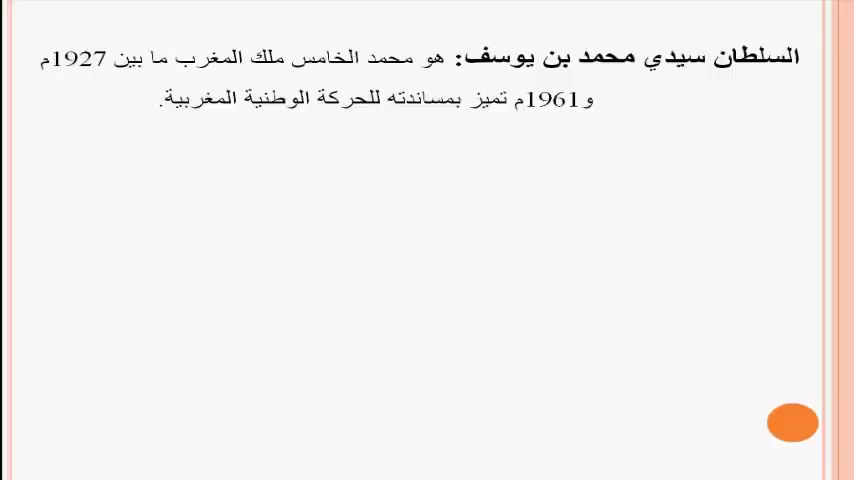 السلطان سيدي محمد بن يوسف: هو محمد الخامس ملك المغرب ما بين 1927م
و1961م تميز بمساندته للحركة الوطنية المغربية.